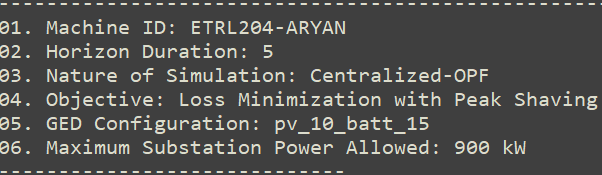 --------------------------------------------------
01. Machine ID: ETRL204-ARYAN
02. Horizon Duration: 5
03. Nature of Simulation: Centralized-OPF
04. Objective: Loss Minimization with Peak Shaving
05. GED Configuration: pv_10_batt_15
06. Maximum Substation Power Allowed: 900 kW
-----------------------------